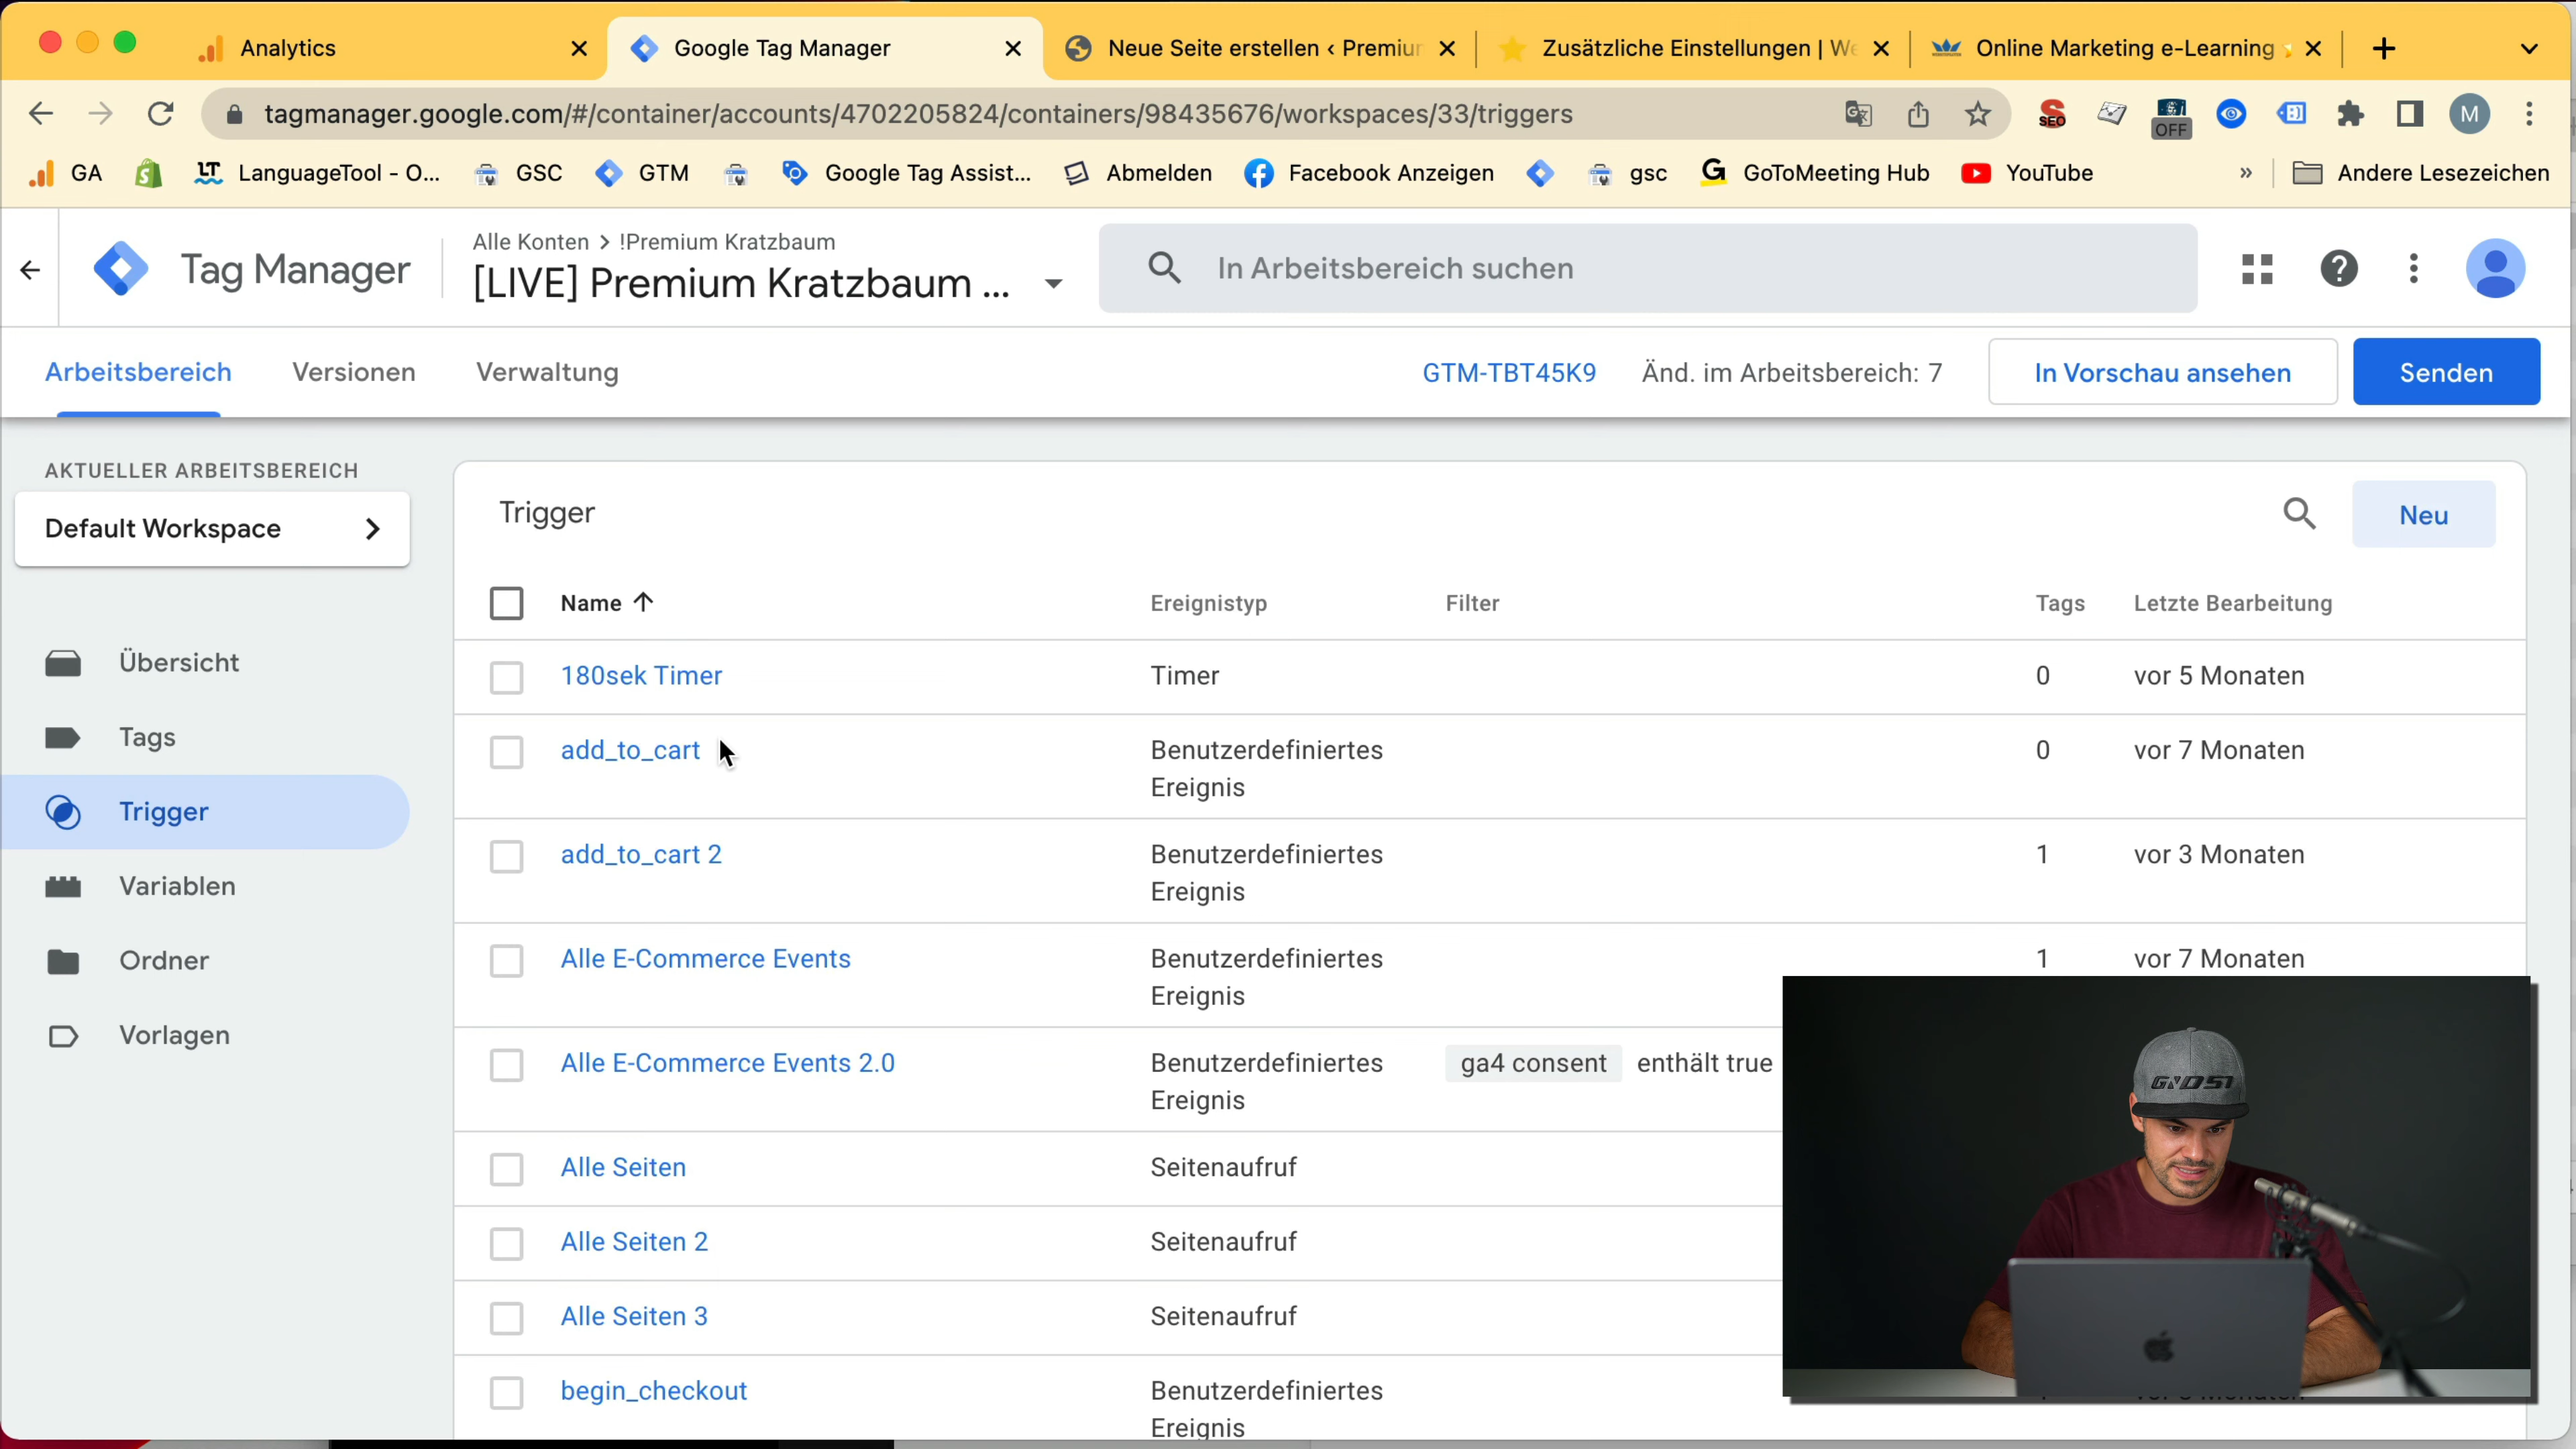 Analytics
Google Tag Manager
Neue Seite erstellen ‹ Premiur
Zusätzliche Einstellungen | We
Online Marketing e-Learning
tagmanager.google.com/#/container/accounts/4702205824/containers/98435676/workspaces/33/triggers
SEO
OFF
M
GA
LanguageTool - O...
GSC
GTM
Google Tag Assist...
Abmelden
Facebook Anzeigen
gsc
GoToMeeting Hub
YouTube
»
Andere Lesezeichen
Tag Manager
Alle Konten > !Premium Kratzbaum
[LIVE] Premium Kratzbaum ...
In Arbeitsbereich suchen
Arbeitsbereich
Versionen
Verwaltung
GTM-TBT45K9
Änd. im Arbeitsbereich: 7
In Vorschau ansehen
Senden
AKTUELLER ARBEITSBEREICH
Default Workspace
Übersicht
Tags
Trigger
Variablen
Ordner
Vorlagen
Trigger
Neu
Name Ereignistyp Filter Tags Letzte Bearbeitung
180sek Timer Timer 0 vor 5 Monaten
add_to_cart Benutzerdefiniertes Ereignis 0 vor 7 Monaten
add_to_cart 2 Benutzerdefiniertes Ereignis 1 vor 3 Monaten
Alle E-Commerce Events Benutzerdefiniertes Ereignis 1 vor 7 Monaten
Alle E-Commerce Events 2.0 Benutzerdefiniertes Ereignis ga4 consent enthält true
Alle Seiten Seitenaufruf
Alle Seiten 2 Seitenaufruf
Alle Seiten 3 Seitenaufruf
begin_checkout Benutzerdefiniertes Ereignis